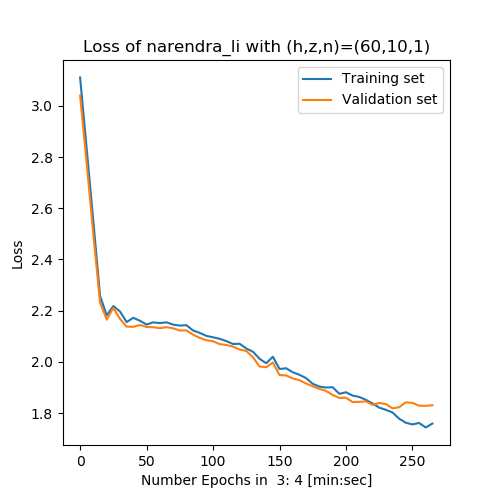 Loss of narendra_li with (h,z,n)=(60,10,1)
Training set
Validation set
3.0
2.8
2.6
2.4
2.2
2.0
1.8
Loss
0 50 100 150 200 250
Number Epochs in  3: 4 [min:sec]